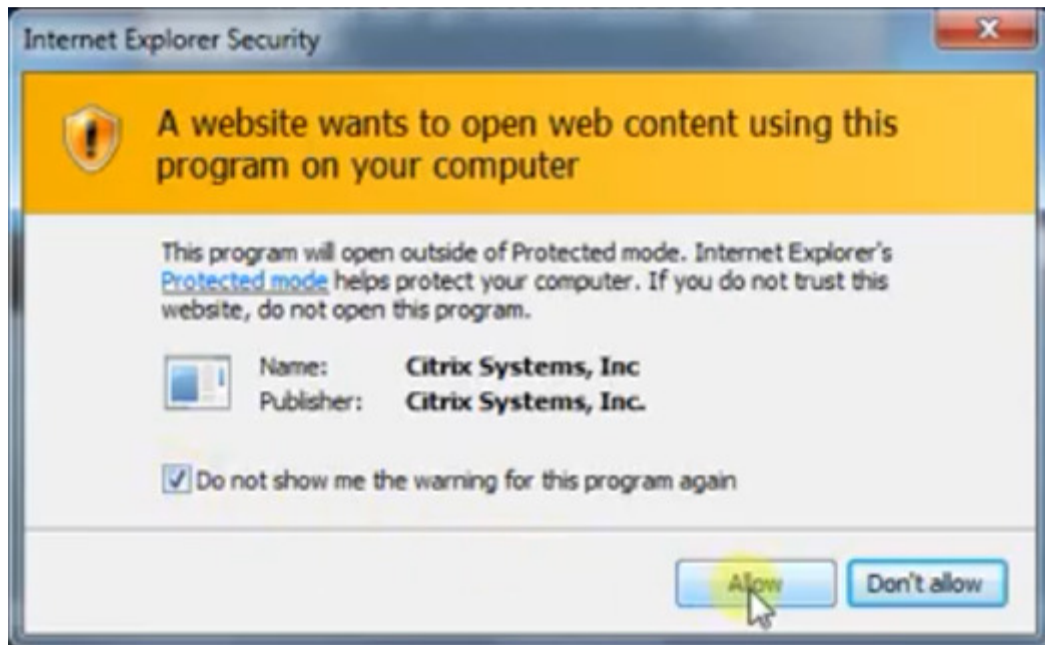 Internet Explorer Security
A website wants to open web content using this
program on your computer
This program will open outside of Protected mode. Internet Explorer's
Protected mode helps protect your computer. If you do not trust this
website, do not open this program.
Name: Citrix Systems, Inc
Publisher: Citrix Systems, Inc.
Do not show me the warning for this program again
Allow Don't allow